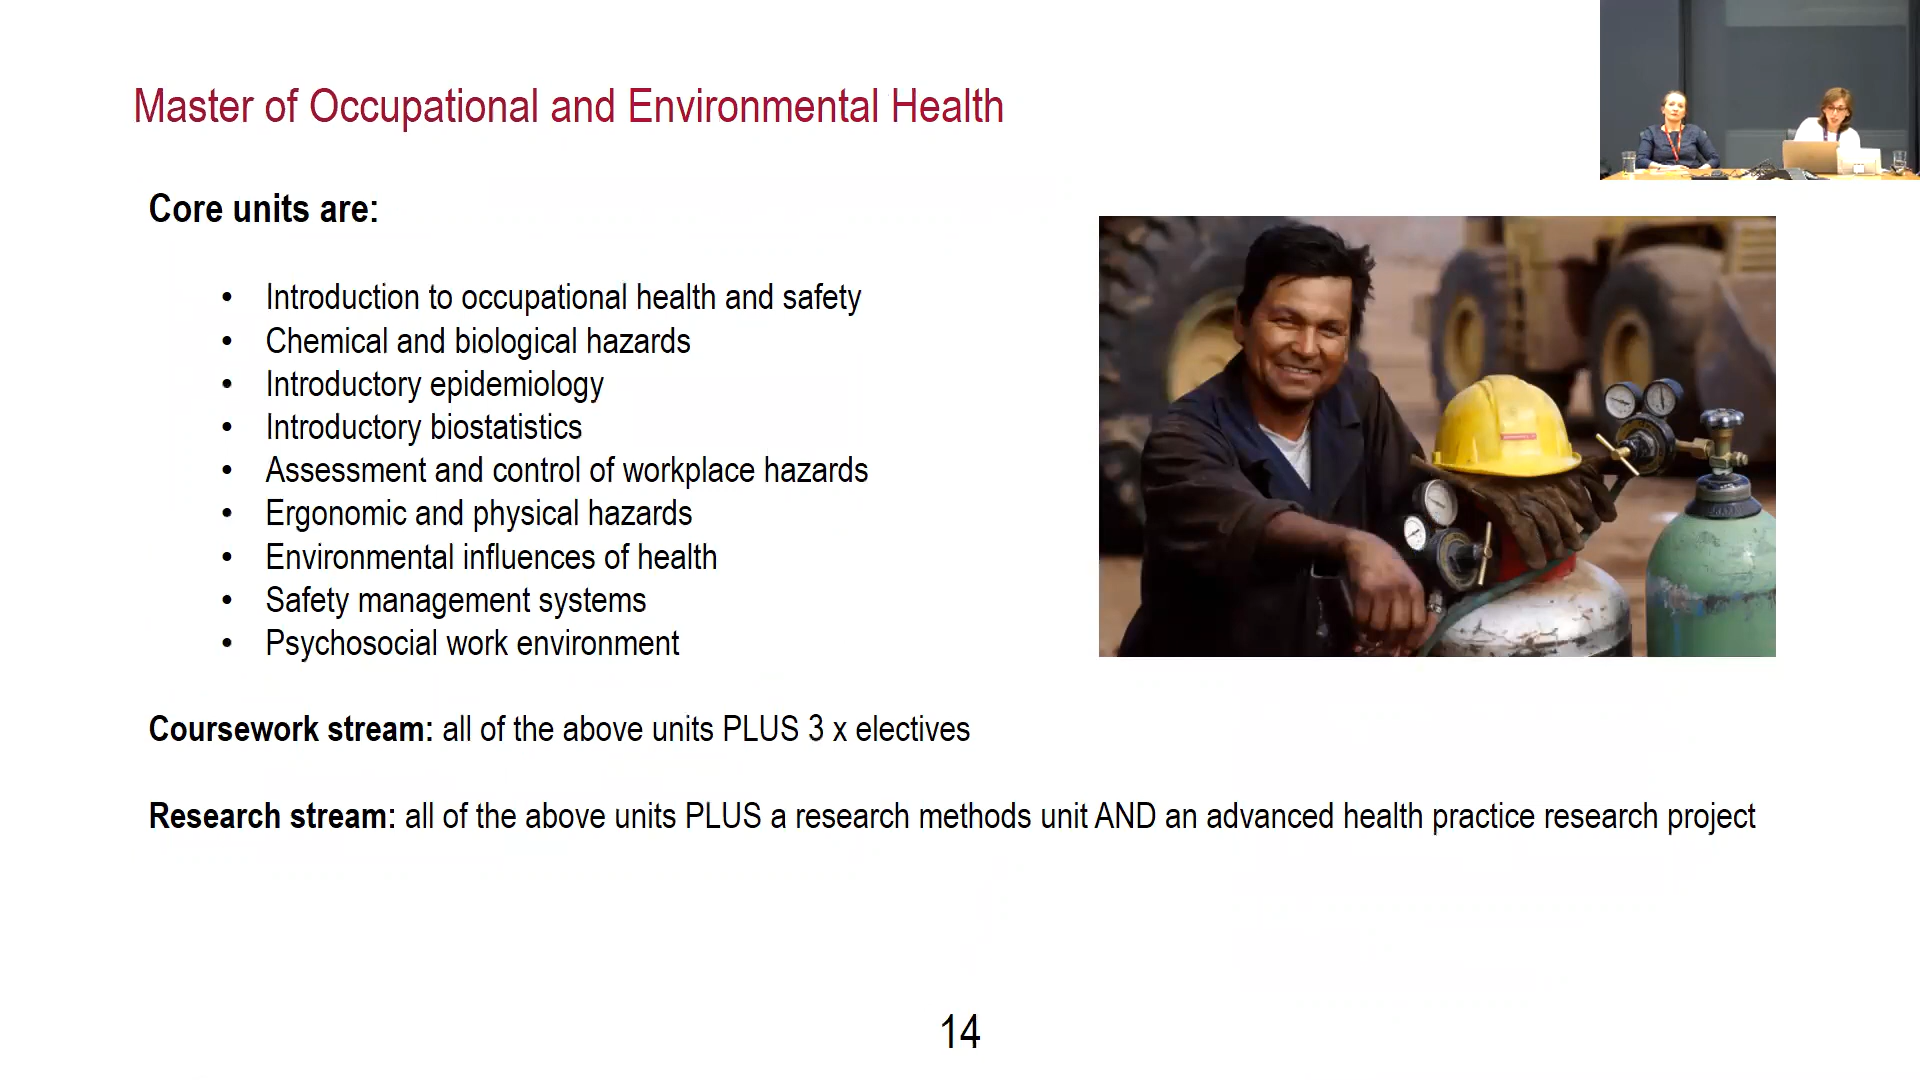 Master of Occupational and Environmental Health
Core units are:
• Introduction to occupational health and safety
• Chemical and biological hazards
• Introductory epidemiology
• Introductory biostatistics
• Assessment and control of workplace hazards
• Ergonomic and physical hazards
• Environmental influences of health
• Safety management systems
• Psychosocial work environment
Coursework stream: all of the above units PLUS 3 x electives
Research stream: all of the above units PLUS a research methods unit AND an advanced health practice research project
14